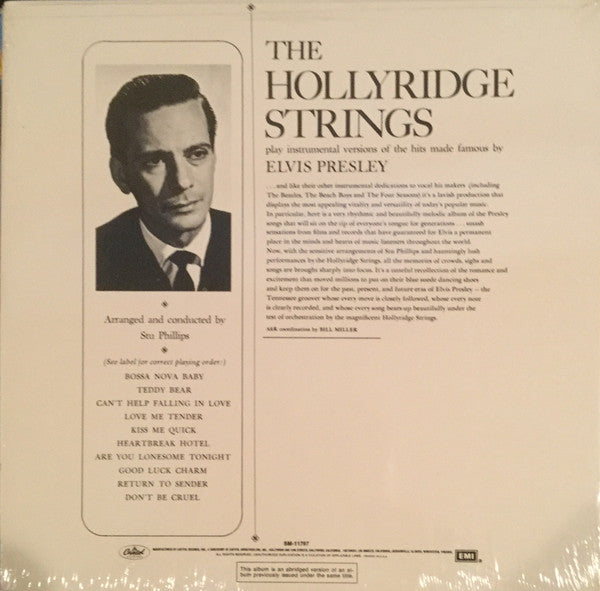 THE
HOLLYRIDGE
STRINGS
play instrumental versions of the hits made famous by
ELVIS PRESLEY
. . . and like their other instrumental dedications to vocal hit makers (including
The Beatles, The Beach Boys and The Four Seasons) it's a lavish production that
displays the most appealing vitality and versatility of today's popular music.
In particular, here is a very rhythmic and beautifully melodic album of the Presley
songs that will sit on the tip of everyone's tongue for generations . . . smash
sensations from films and records that have guaranteed for Elvis a permanent
place in the minds and hearts of music listeners throughout the world.
Now, with the sensitive arrangements of Stu Phillips and hauntingly lush
performances by the Hollyridge Strings, all the memories of crowds, sighs and
songs are brought sharply into focus. It's a tuneful recollection of the romance and
excitement that moved millions to put on their blue suede dancing shoes
and keep them on for the past, present, and future eras of Elvis Presley – the
Tennessee groover whose every move is closely followed, whose every note
is clearly recorded, and whose every song bears up beautifully under the
test of orchestration by the magnificent Hollyridge Strings.
A&R coordination by BILL MILLER
Arranged and conducted by
Stu Phillips
(See label for correct playing order:)
BOSSA NOVA BABY
TEDDY BEAR
CAN'T HELP FALLING IN LOVE
LOVE ME TENDER
KISS ME QUICK
HEARTBREAK HOTEL
ARE YOU LONESOME TONIGHT
GOOD LUCK CHARM
RETURN TO SENDER
DON'T BE CRUEL
SM-11797
Capitol
EMI
This album is an abridged version of an al-
bum previously issued under the same title.